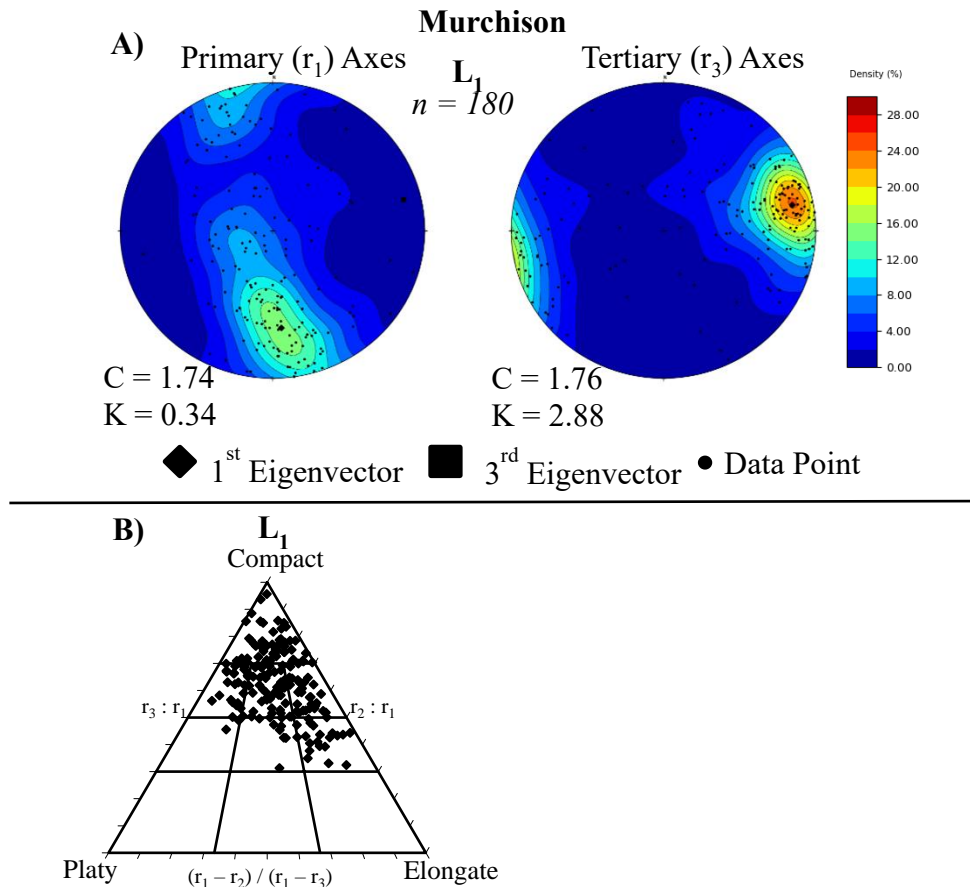 Murchison
A)
Primary (r₁) Axes
L₁
n = 180
Tertiary (r₃) Axes
Density (%)
28.00
24.00
20.00
16.00
12.00
8.00
4.00
0.00
C = 1.74
K = 0.34
C = 1.76
K = 2.88
1ˢᵗ Eigenvector
3ʳᵈ Eigenvector
Data Point
B)
L₁
Compact
r₃ : r₁
r₂ : r₁
Platy
(r₁ – r₂) / (r₁ – r₃)
Elongate